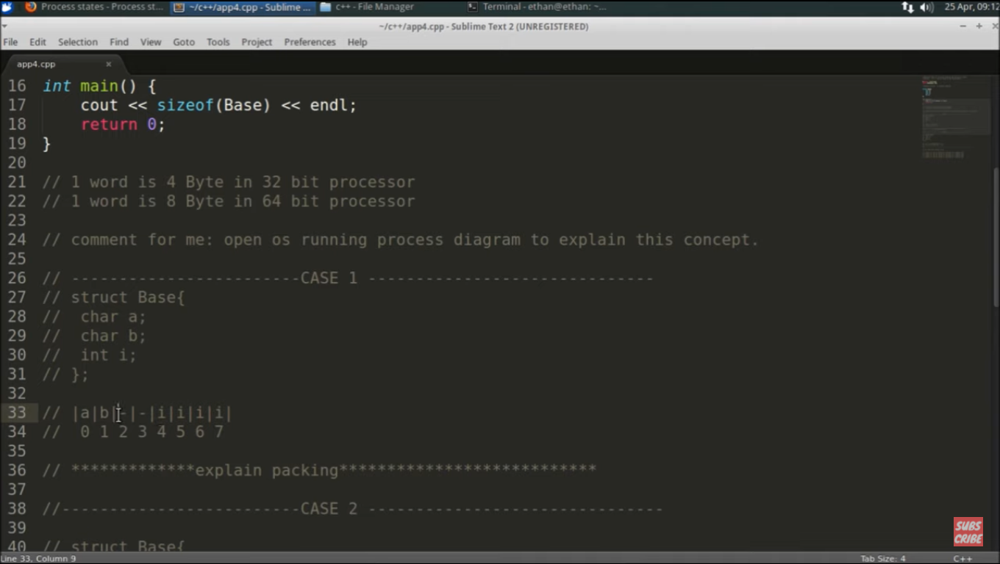 Process states - Process st...
~/c++/app4.cpp - Sublime ...
c++ - File Manager
Terminal - ethan@ethan: ~...
25 Apr, 09:12
~/c++/app4.cpp - Sublime Text 2 (UNREGISTERED)
File Edit Selection Find View Goto Tools Project Preferences Help
app4.cpp
16 int main() {
17     cout << sizeof(Base) << endl;
18     return 0;
19 }
20
21 // 1 word is 4 Byte in 32 bit processor
22 // 1 word is 8 Byte in 64 bit processor
23
24 // comment for me: open os running process diagram to explain this concept.
25
26 // ------------------------CASE 1 ------------------------------
27 // struct Base{
28 //  char a;
29 //  char b;
30 //  int i;
31 // };
32
33 // |a|b|-|-|i|i|i|i|
34 //  0 1 2 3 4 5 6 7
35
36 // *************explain packing***************************
37
38 //-------------------------CASE 2 -------------------------------
39
40 // struct Base{
SUBS
CRIBE
Line 33, Column 9
Tab Size: 4
C++